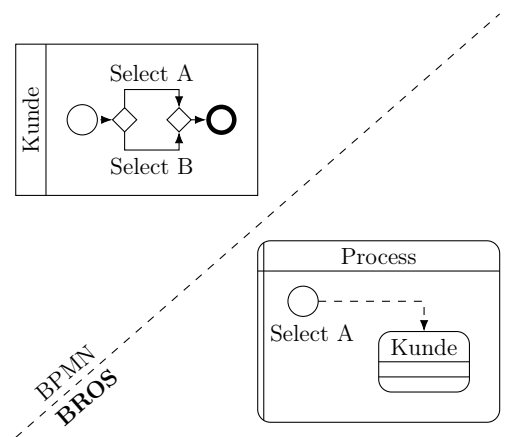 Kunde
Select A
Select B
Process
Select A
Kunde
BPMN
BROS